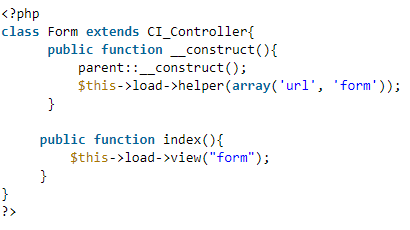 <?php
class Form extends CI_Controller{
      public function __construct(){
          parent::__construct();
          $this->load->helper(array('url', 'form'));
      }

     public function index(){
         $this->load->view("form");
     }
}
?>